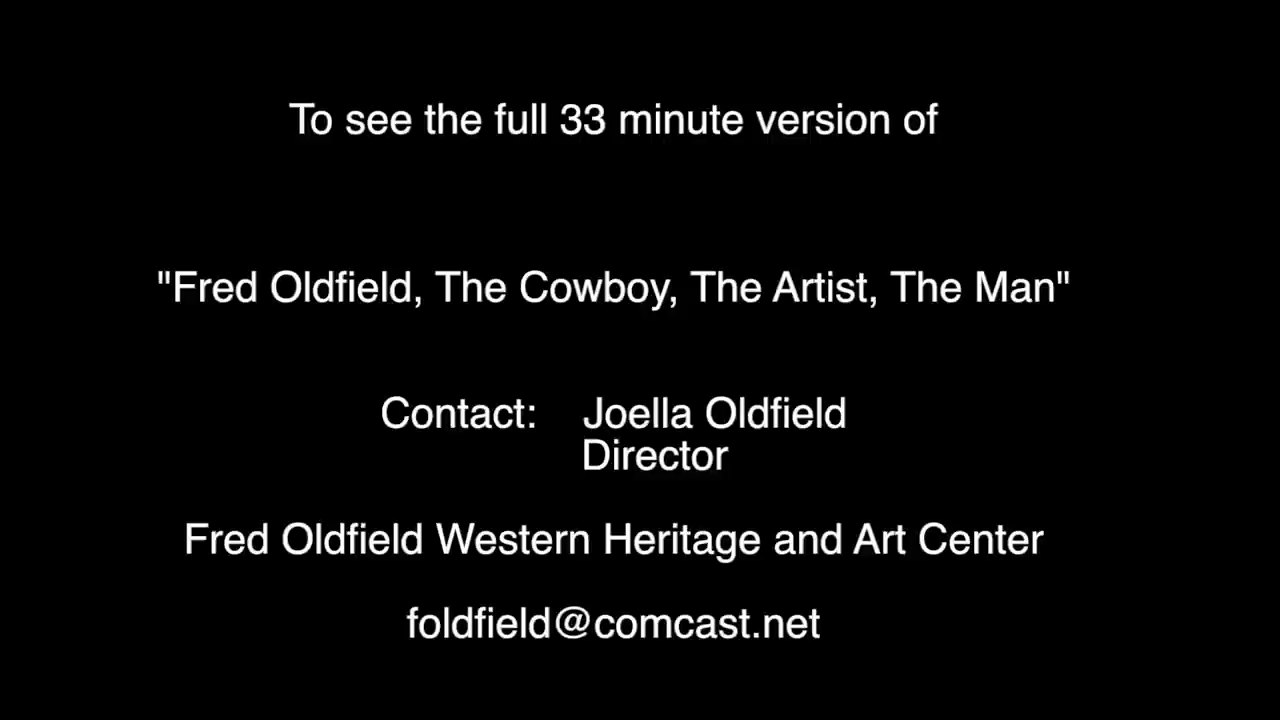 To see the full 33 minute version of
"Fred Oldfield, The Cowboy, The Artist, The Man"
Contact: Joella Oldfield
Director
Fred Oldfield Western Heritage and Art Center
foldfield@comcast.net